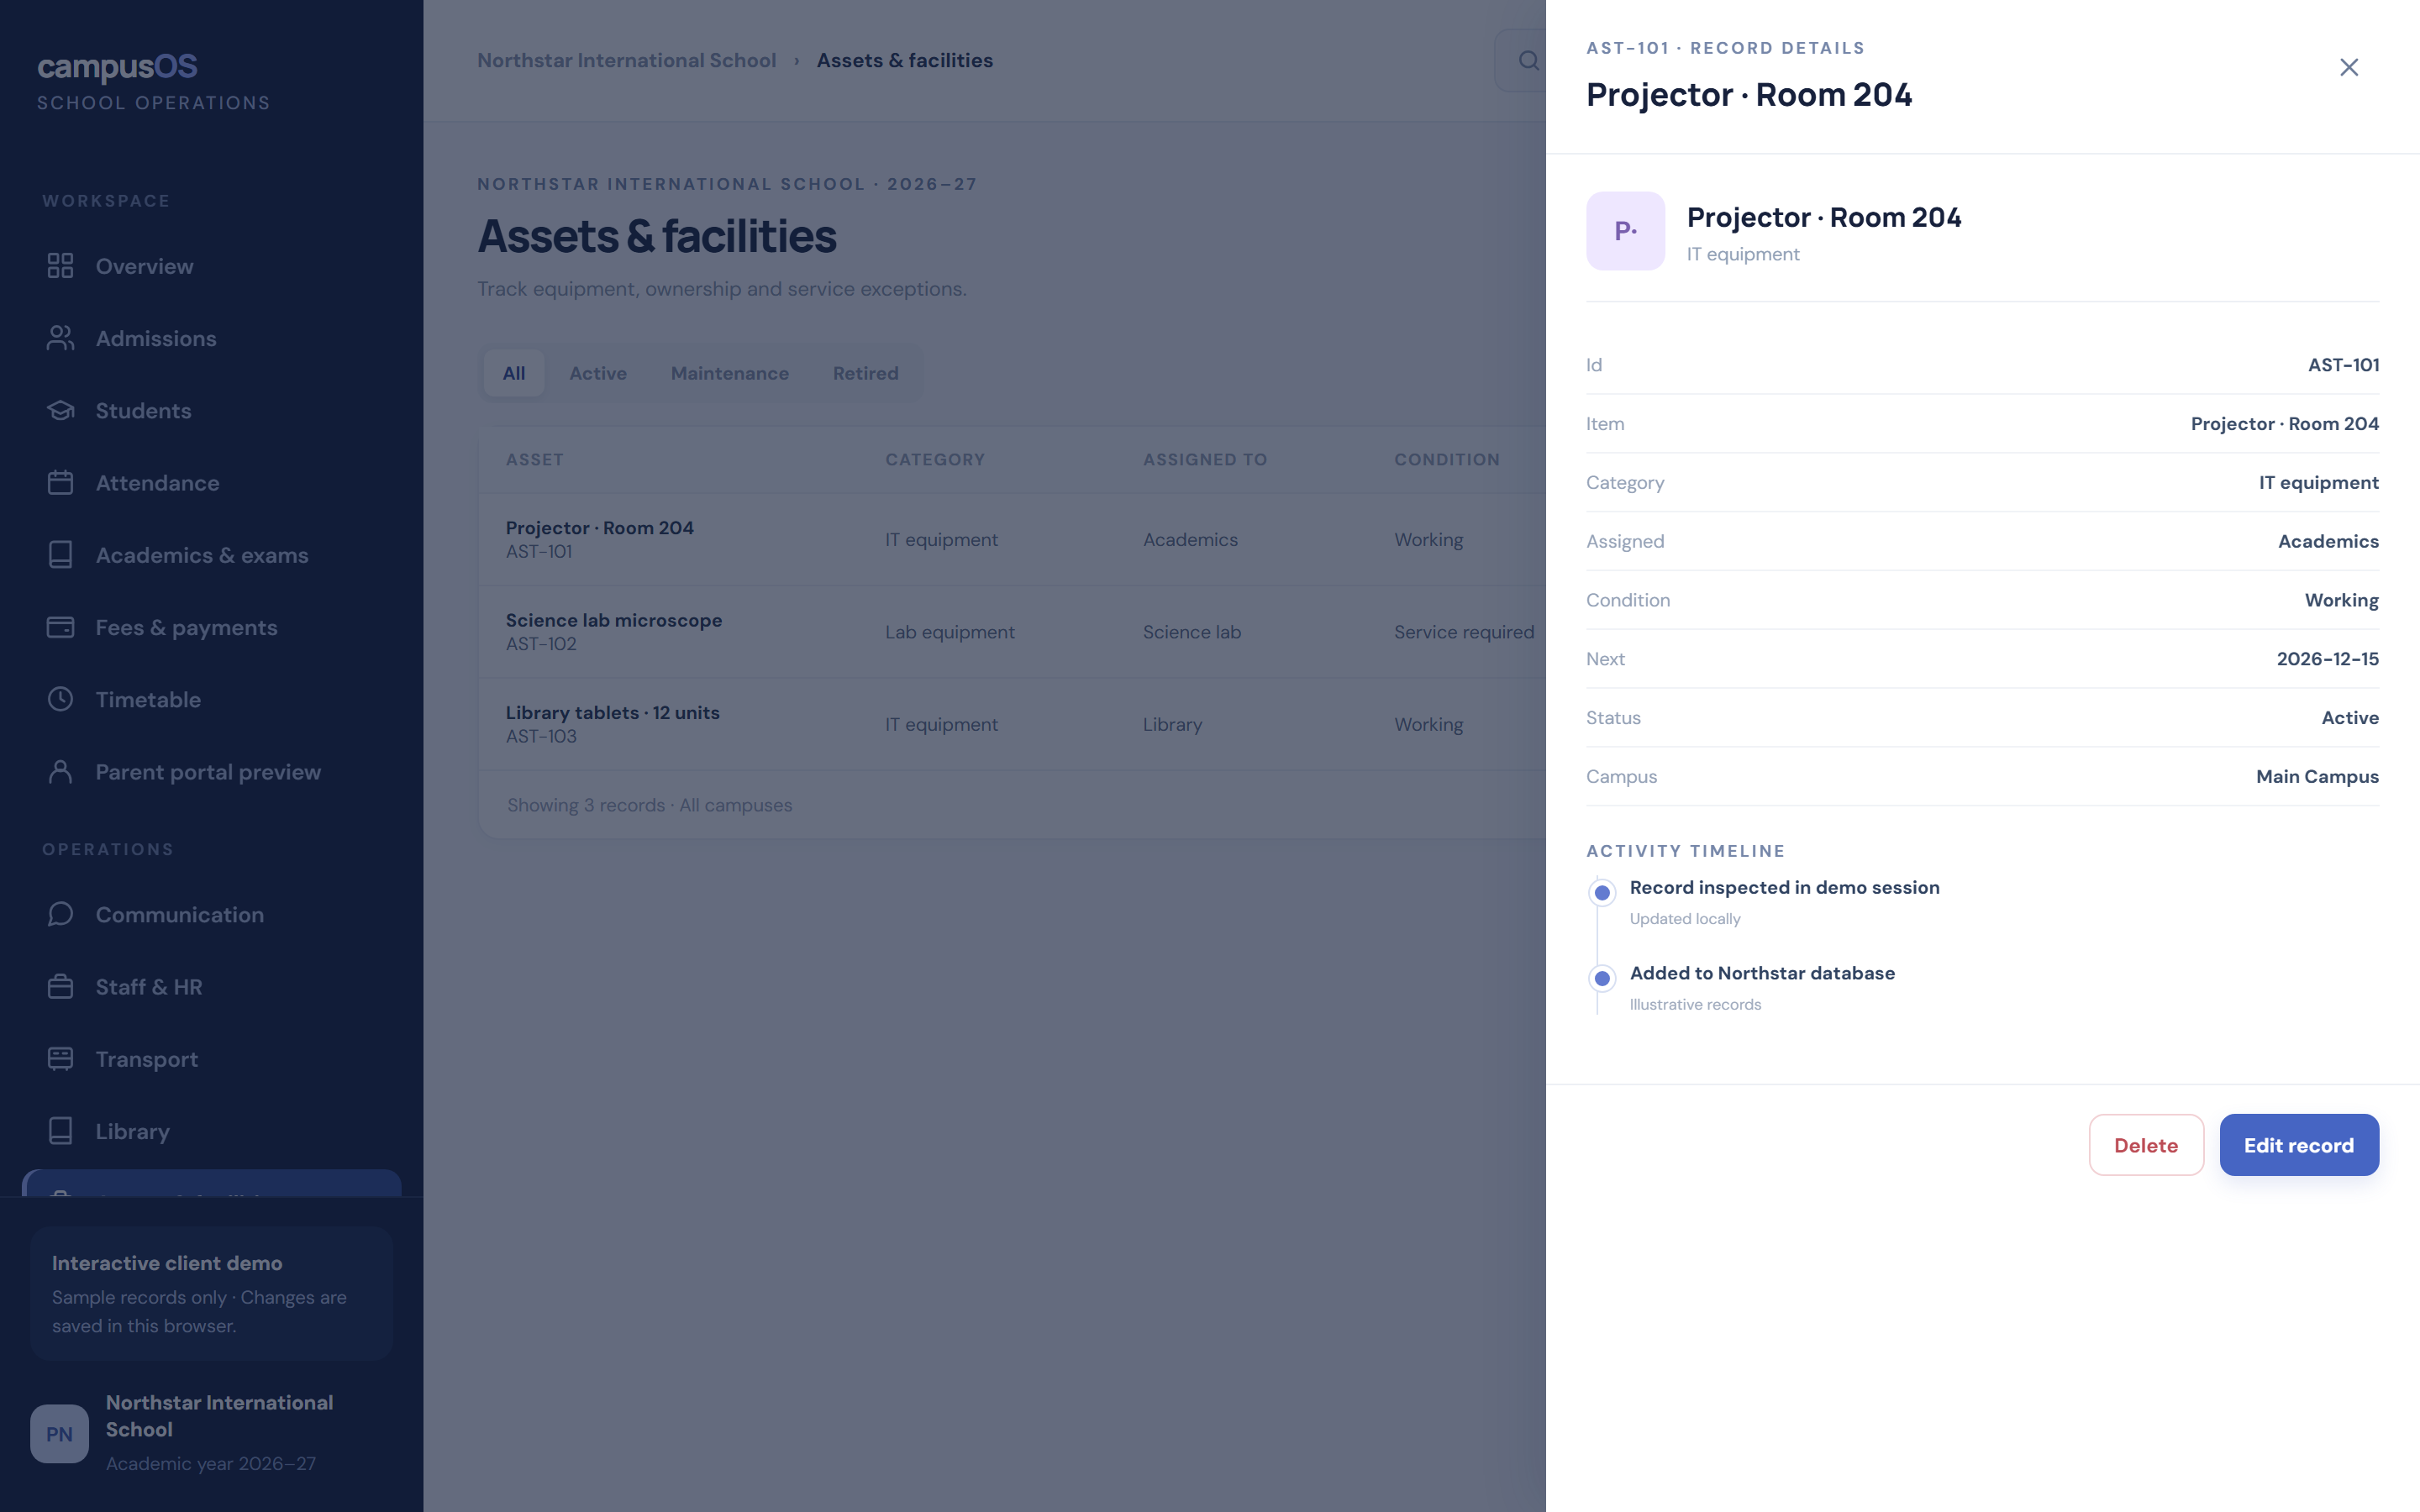 campusOS
SCHOOL OPERATIONS
WORKSPACE
Overview
Admissions
Students
Attendance
Academics & exams
Fees & payments
Timetable
Parent portal preview
OPERATIONS
Communication
Staff & HR
Transport
Library
Interactive client demo
Sample records only · Changes are
saved in this browser.
PN
Northstar International
School
Academic year 2026–27
Northstar International School › Assets & facilities
NORTHSTAR INTERNATIONAL SCHOOL · 2026–27
Assets & facilities
Track equipment, ownership and service exceptions.
All Active Maintenance Retired
ASSET CATEGORY ASSIGNED TO CONDITION
Projector · Room 204
AST-101
IT equipment Academics Working
Science lab microscope
AST-102
Lab equipment Science lab Service required
Library tablets · 12 units
AST-103
IT equipment Library Working
Showing 3 records · All campuses
AST-101 · RECORD DETAILS
Projector · Room 204
P·
Projector · Room 204
IT equipment
Id AST-101
Item Projector · Room 204
Category IT equipment
Assigned Academics
Condition Working
Next 2026-12-15
Status Active
Campus Main Campus
ACTIVITY TIMELINE
Record inspected in demo session
Updated locally
Added to Northstar database
Illustrative records
Delete Edit record